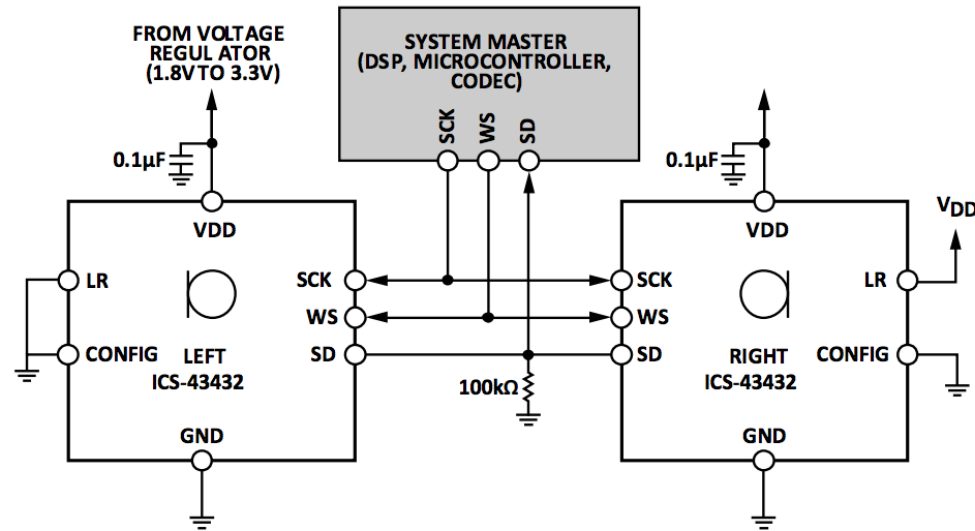 FROM VOLTAGE
REGUL ATOR
(1.8V TO 3.3V)
SYSTEM MASTER
(DSP, MICROCONTROLLER,
CODEC)
SCK
WS
SD
0.1µF
0.1µF
VDD
VDD
VDD
LR
SCK
SCK
LR
WS
WS
CONFIG
LEFT
SD
SD
RIGHT
CONFIG
ICS-43432
ICS-43432
100kΩ
GND
GND